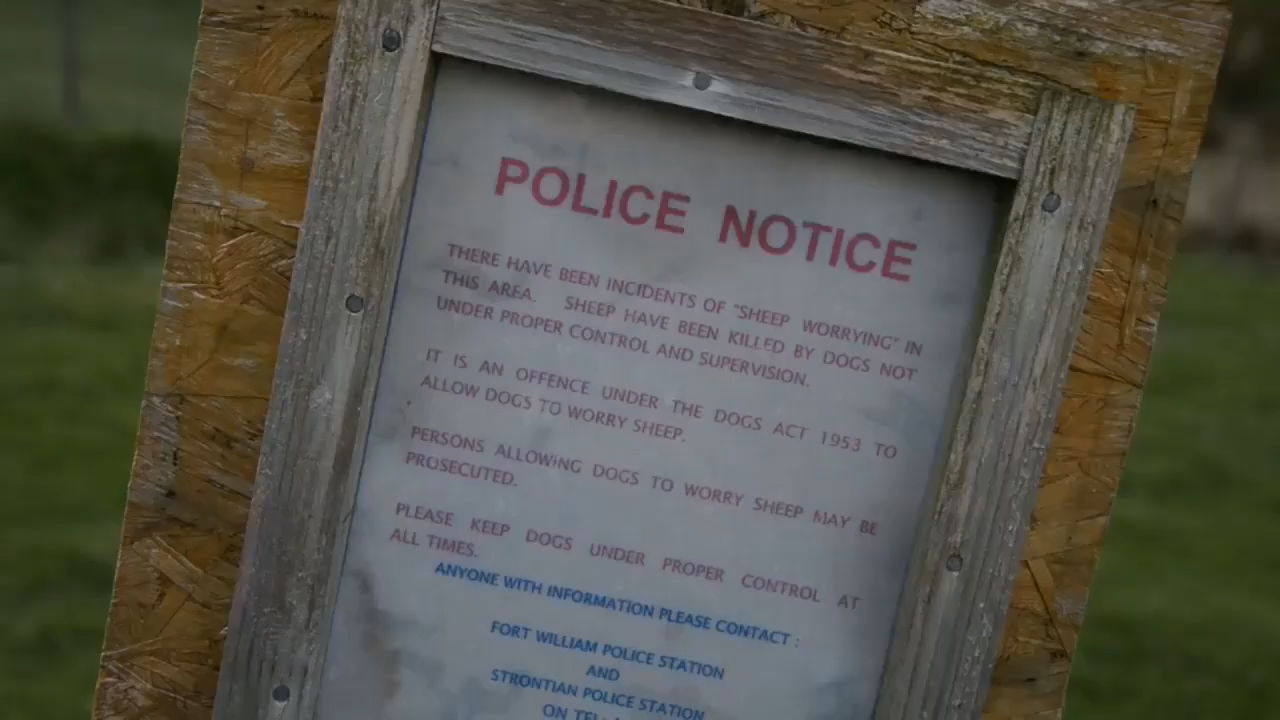 POLICE NOTICE
THERE HAVE BEEN INCIDENTS OF "SHEEP WORRYING" IN
THIS AREA. SHEEP HAVE BEEN KILLED BY DOGS NOT
UNDER PROPER CONTROL AND SUPERVISION.
IT IS AN OFFENCE UNDER THE DOGS ACT 1953 TO
ALLOW DOGS TO WORRY SHEEP.
PERSONS ALLOWING DOGS TO WORRY SHEEP MAY BE
PROSECUTED.
PLEASE KEEP DOGS UNDER PROPER CONTROL AT
ALL TIMES.
ANYONE WITH INFORMATION PLEASE CONTACT :
FORT WILLIAM POLICE STATION
AND
STRONTIAN POLICE STATION
ON